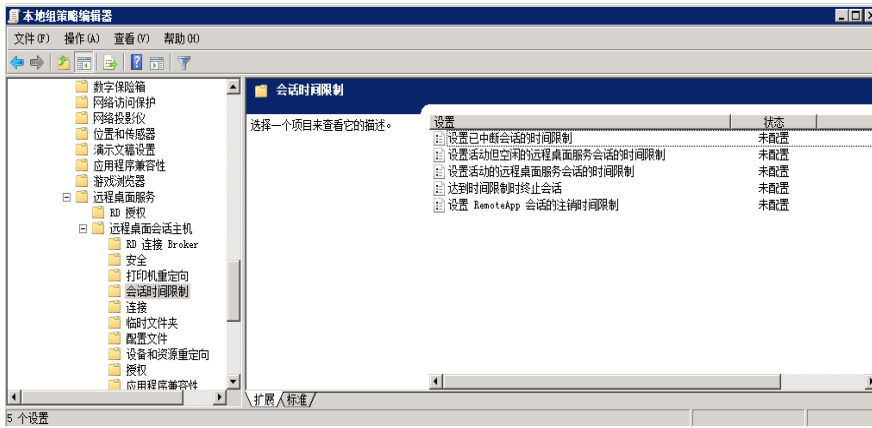 本地组策略编辑器
文件(F) 操作(A) 查看(V) 帮助(H)
数字保险箱
网络访问保护
网络投影仪
位置和传感器
演示文稿设置
应用程序兼容性
游戏浏览器
远程桌面服务
RD 授权
远程桌面会话主机
RD 连接 Broker
安全
打印机重定向
会话时间限制
连接
临时文件夹
配置文件
设备和资源重定向
授权
应用程序兼容性
会话时间限制
选择一个项目来查看它的描述。
设置 状态
设置已中断会话的时间限制 未配置
设置活动但空闲的远程桌面服务会话的时间限制 未配置
设置活动的远程桌面服务会话的时间限制 未配置
达到时间限制时终止会话 未配置
设置 RemoteApp 会话的注销时间限制 未配置
扩展 标准
5 个设置